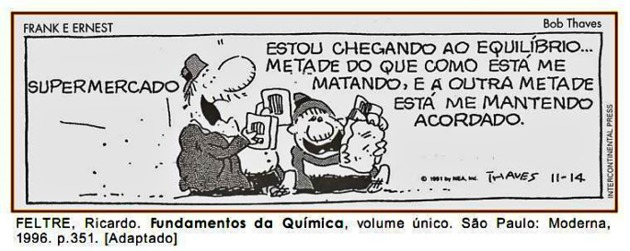 FRANK E ERNEST
Bob Thaves
SUPERMERCADO
ESTOU CHEGANDO AO EQUILÍBRIO...
METADE DO QUE COMO ESTÁ ME
MATANDO, E A OUTRA METADE
ESTÁ ME MANTENDO
ACORDADO.
© 1991 by NEA, Inc.
THAVES 11-14
INTERCONTINENTAL PRESS
FELTRE, Ricardo. Fundamentos da Química, volume único. São Paulo: Moderna,
1996. p.351. [Adaptado]